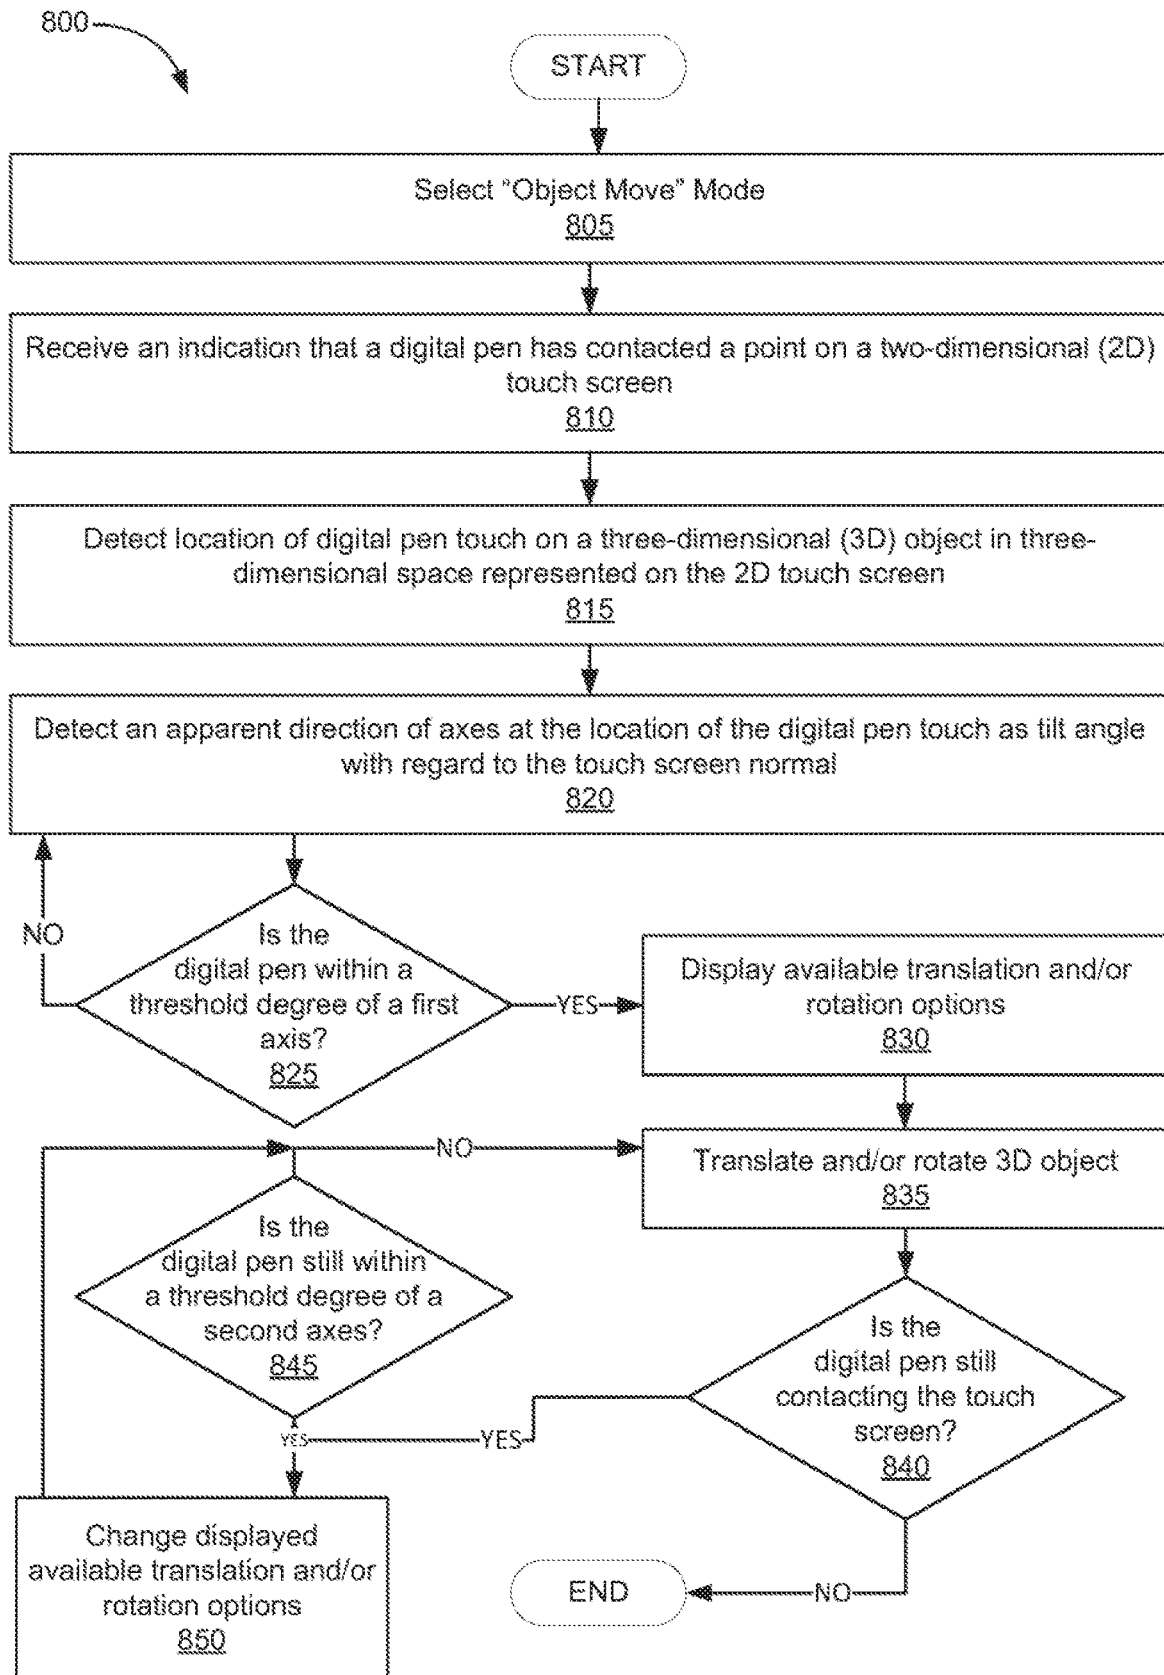 800
START
Select “Object Move” Mode
805
Receive an indication that a digital pen has contacted a point on a two-dimensional (2D)
touch screen
810
Detect location of digital pen touch on a three-dimensional (3D) object in three-
dimensional space represented on the 2D touch screen
815
Detect an apparent direction of axes at the location of the digital pen touch as tilt angle
with regard to the touch screen normal
820
NO
Is the
digital pen within a
threshold degree of a first
axis?
825
YES
Display available translation and/or
rotation options
830
NO
Translate and/or rotate 3D object
835
Is the
digital pen still within
a threshold degree of a
second axes?
845
Is the
digital pen still
contacting the touch
screen?
840
YES
YES
Change displayed
available translation and/or
rotation options
850
END
NO